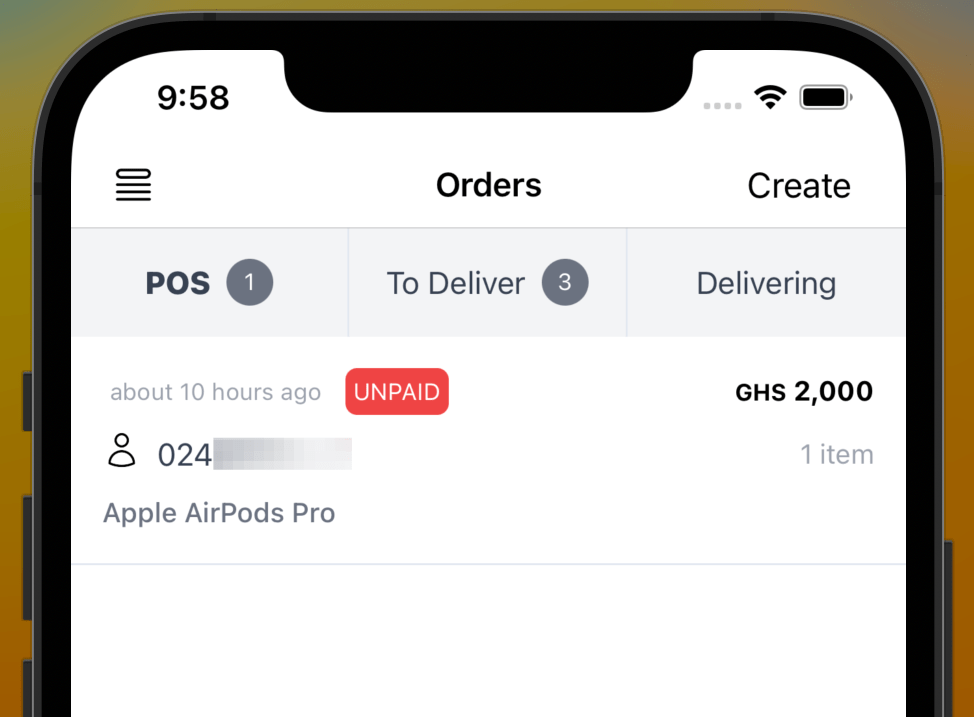 9:58
Orders
Create
POS 1
To Deliver 3
Delivering
about 10 hours ago UNPAID GHS 2,000
024 1 item
Apple AirPods Pro